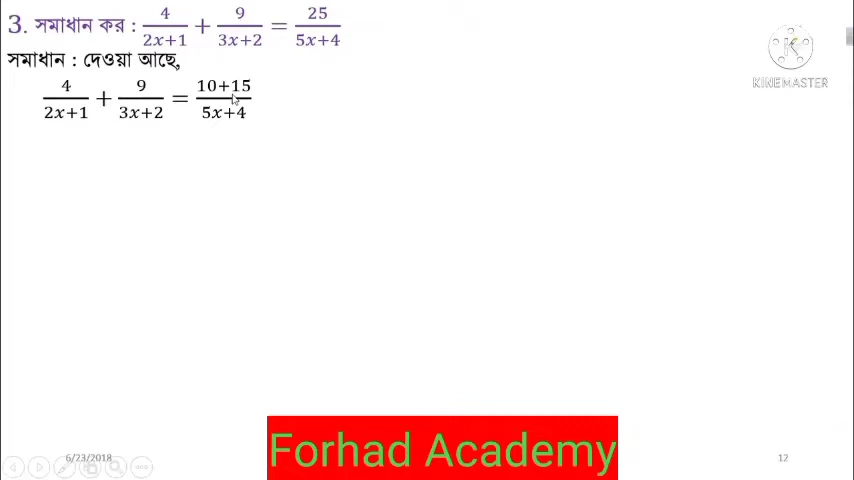 3. সমাধান কর : 4/(2x+1) + 9/(3x+2) = 25/(5x+4)
সমাধান : দেওয়া আছে,
4/(2x+1) + 9/(3x+2) = (10+15)/(5x+4)
KINEMASTER
Forhad Academy
6/23/2018
12